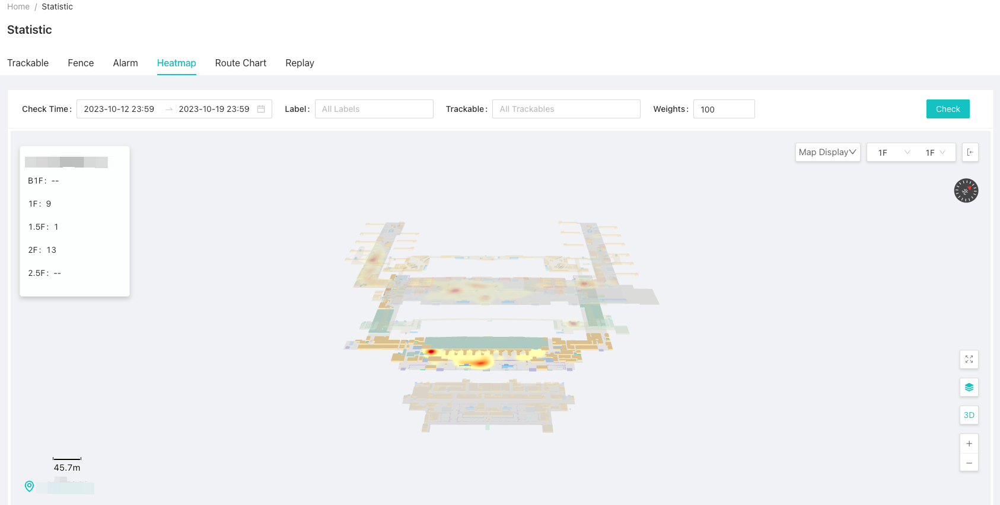 Home / Statistic
Statistic
Trackable Fence Alarm Heatmap Route Chart Replay
Check Time: 2023-10-12 23:59 → 2023-10-19 23:59 Label: All Labels Trackable: All Trackables Weights: 100 Check
Map Display 1F 1F
B1F: --
1F: 9
1.5F: 1
2F: 13
2.5F: --
北
3D
+
−
45.7m